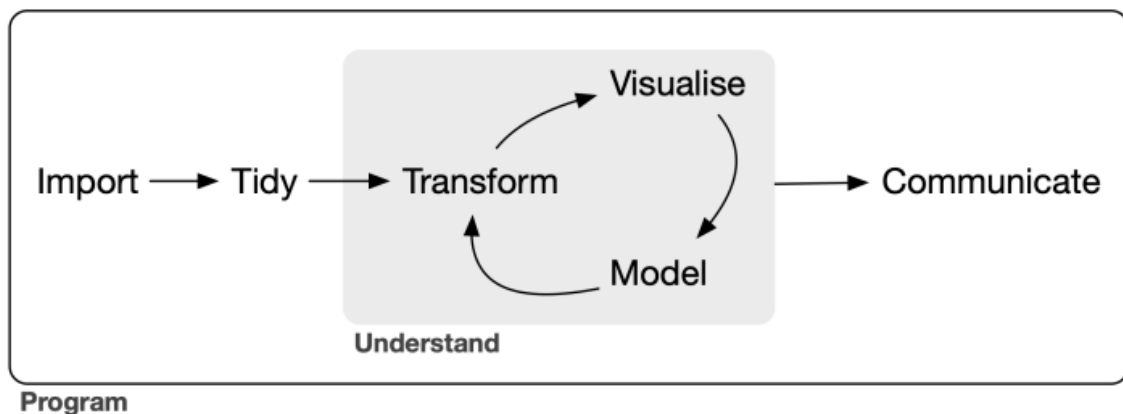 Visualise
Import
Tidy
Transform
Communicate
Model
Understand
Program